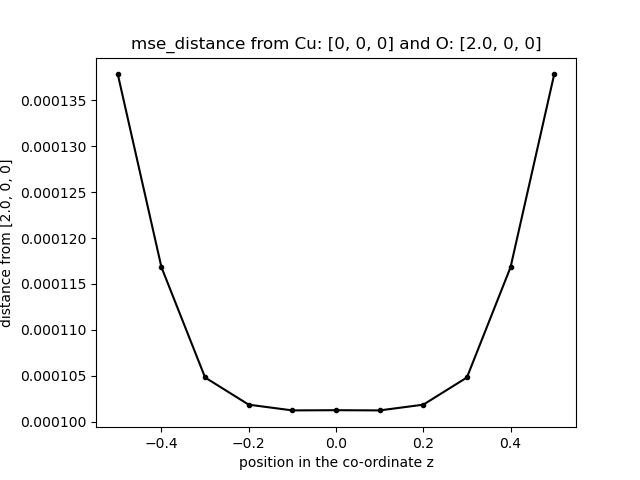 mse_distance from Cu: [0, 0, 0] and O: [2.0, 0, 0]
distance from [2.0, 0, 0]
0.000135
0.000130
0.000125
0.000120
0.000115
0.000110
0.000105
0.000100
−0.4 −0.2 0.0 0.2 0.4
position in the co-ordinate z